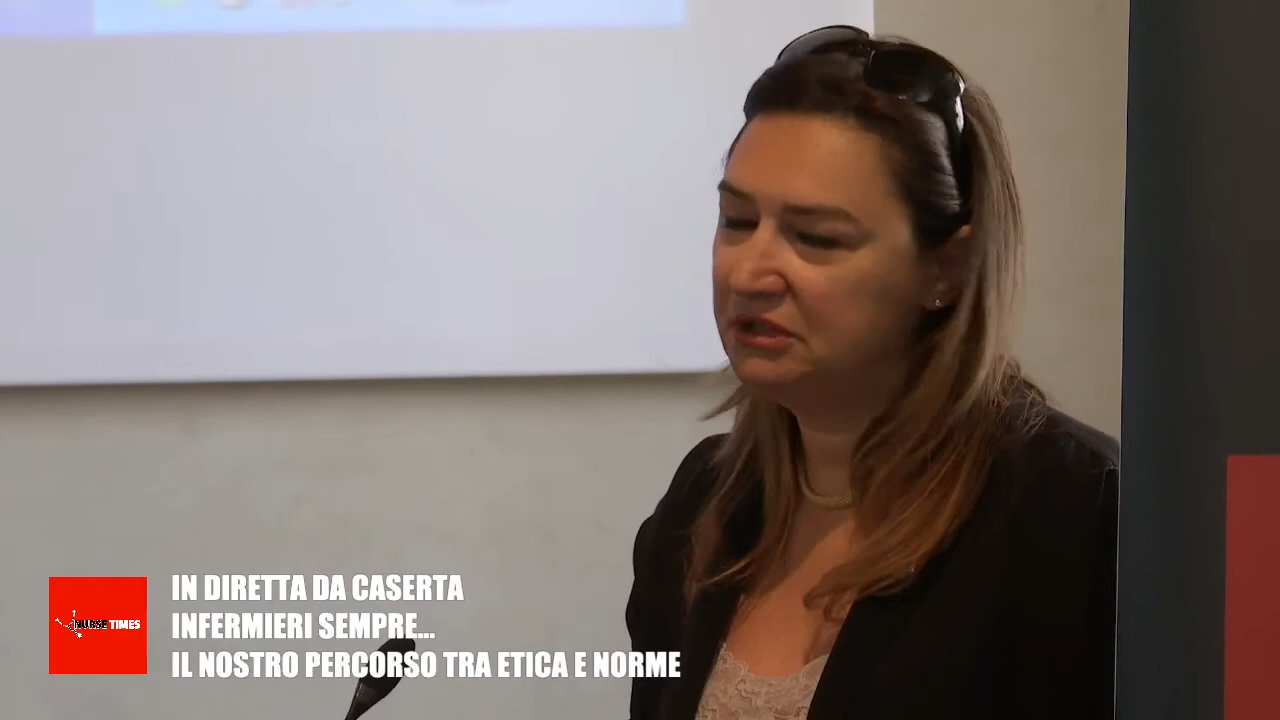 IN DIRETTA DA CASERTA
INFERMIERI SEMPRE...
IL NOSTRO PERCORSO TRA ETICA E NORME
NURSE TIMES